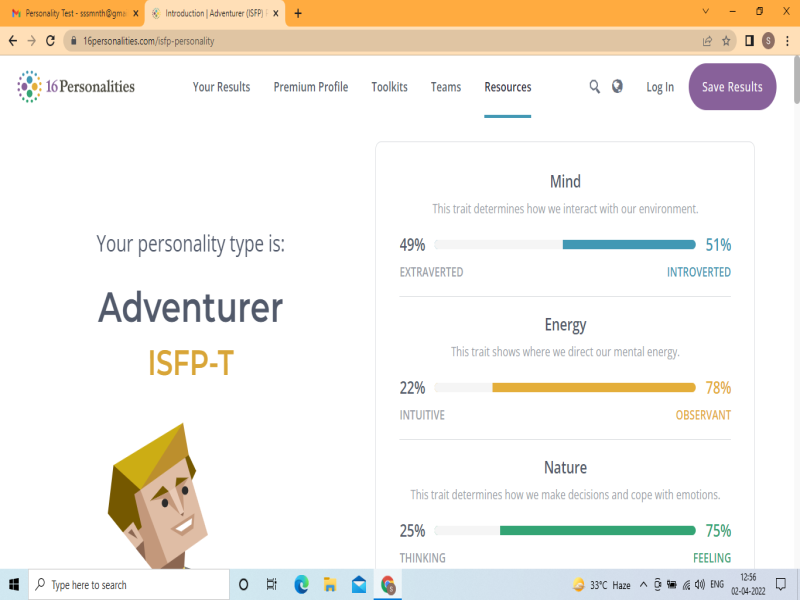 Personality Test - sssmnth@gma
Introduction | Adventurer (ISFP)
16personalities.com/isfp-personality
S
16Personalities
Your Results
Premium Profile
Toolkits
Teams
Resources
Log In
Save Results
Your personality type is:
Adventurer
ISFP-T
Mind
This trait determines how we interact with our environment.
49% 51%
EXTRAVERTED INTROVERTED
Energy
This trait shows where we direct our mental energy.
22% 78%
INTUITIVE OBSERVANT
Nature
This trait determines how we make decisions and cope with emotions.
25% 75%
THINKING FEELING
Type here to search
33°C Haze
ENG
12:56
02-04-2022